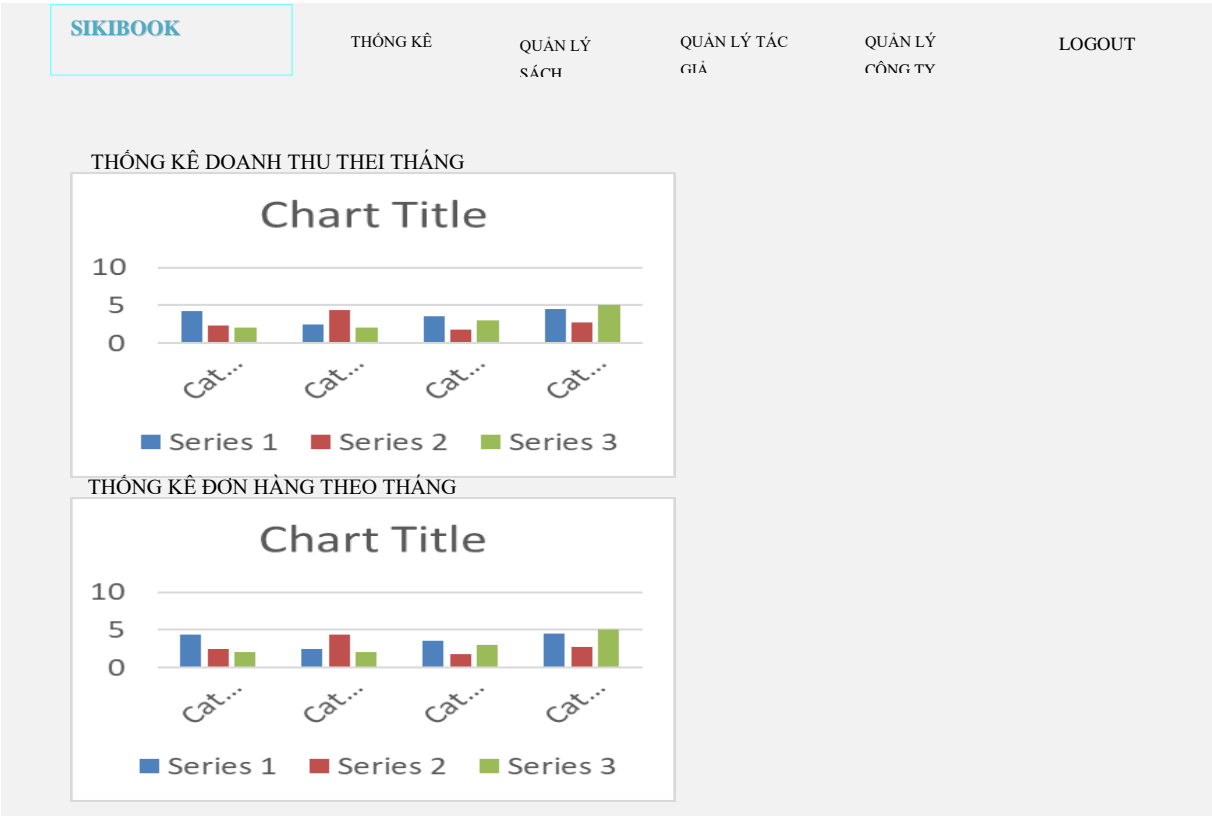 SIKIBOOK
THỐNG KÊ
QUẢN LÝ
SÁCH
QUẢN LÝ TÁC
GIẢ
QUẢN LÝ
CÔNG TY
LOGOUT
THỐNG KÊ DOANH THU THEI THÁNG
Chart Title
10
5
0
Cat... Cat... Cat... Cat...
Series 1 Series 2 Series 3
THỐNG KÊ ĐƠN HÀNG THEO THÁNG
Chart Title
10
5
0
Cat... Cat... Cat... Cat...
Series 1 Series 2 Series 3